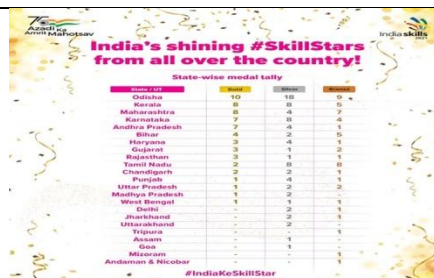 Azadi Ka
Amrit Mahotsav
India skills
2021
India's shining #SkillStars
from all over the country!
State-wise medal tally
State / UT Gold Silver Bronze
Odisha 10 18 9
Kerala 8 8 5
Maharashtra 8 4 7
Karnataka 7 8 4
Andhra Pradesh 7 4 1
Bihar 4 2 5
Haryana 3 4 1
Gujarat 3 1 2
Rajasthan 3 1 1
Tamil Nadu 2 8 8
Chandigarh 2 2 1
Punjab 1 4 1
Uttar Pradesh 1 2 2
Madhya Pradesh 1 2 -
West Bengal 1 1 1
Delhi - 2 1
Jharkhand - 2 1
Uttarakhand - 2 -
Tripura - - 1
Assam - 1 -
Goa - 1 -
Mizoram - - 1
Andaman & Nicobar - - 1
#IndiaKeSkillStar